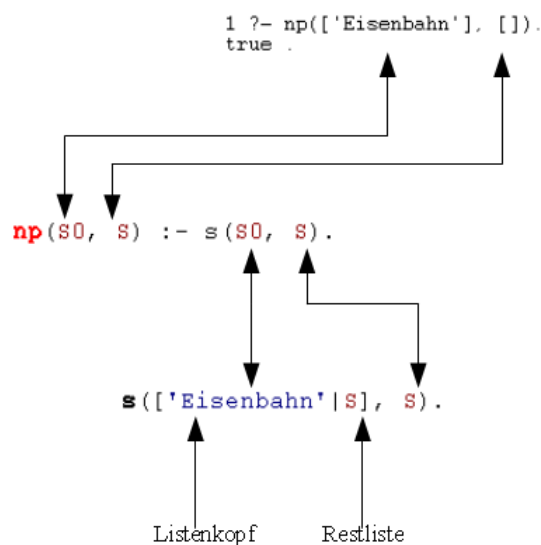 1 ?- np(['Eisenbahn'], []).
true .
np(S0, S) :- s(S0, S).
s(['Eisenbahn'|S], S).
Listenkopf Restliste